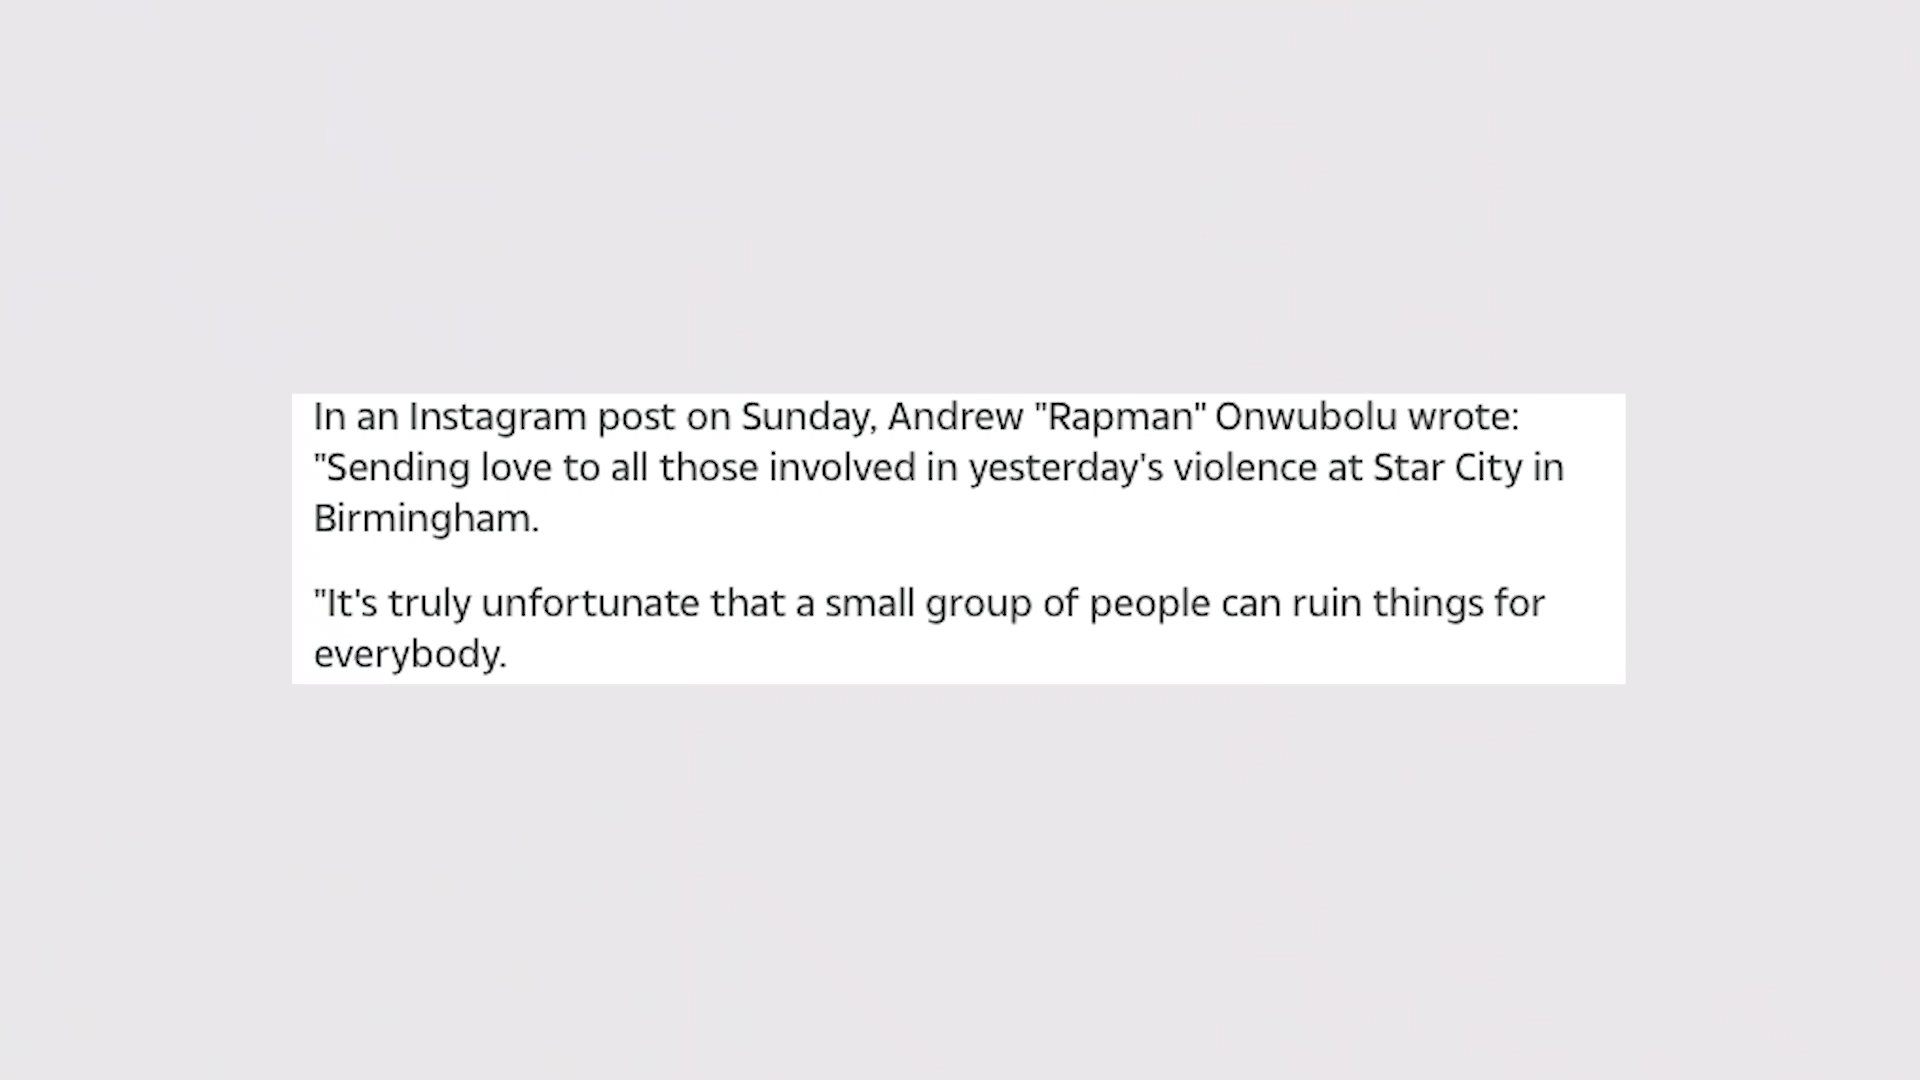 In an Instagram post on Sunday, Andrew "Rapman" Onwubolu wrote:
"Sending love to all those involved in yesterday's violence at Star City in
Birmingham.
"It's truly unfortunate that a small group of people can ruin things for
everybody.